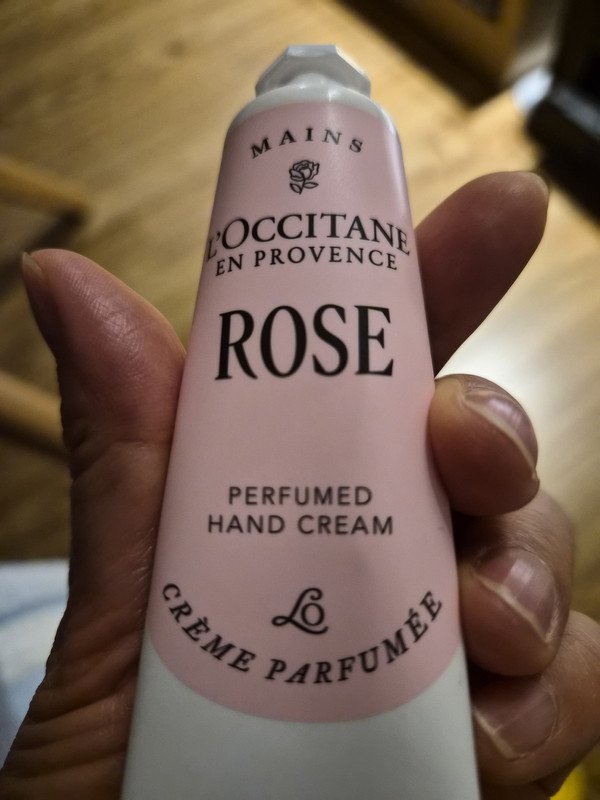 MAINS
L'OCCITANE
EN PROVENCE
ROSE
PERFUMED
HAND CREAM
LO
CRÈME PARFUMÉE